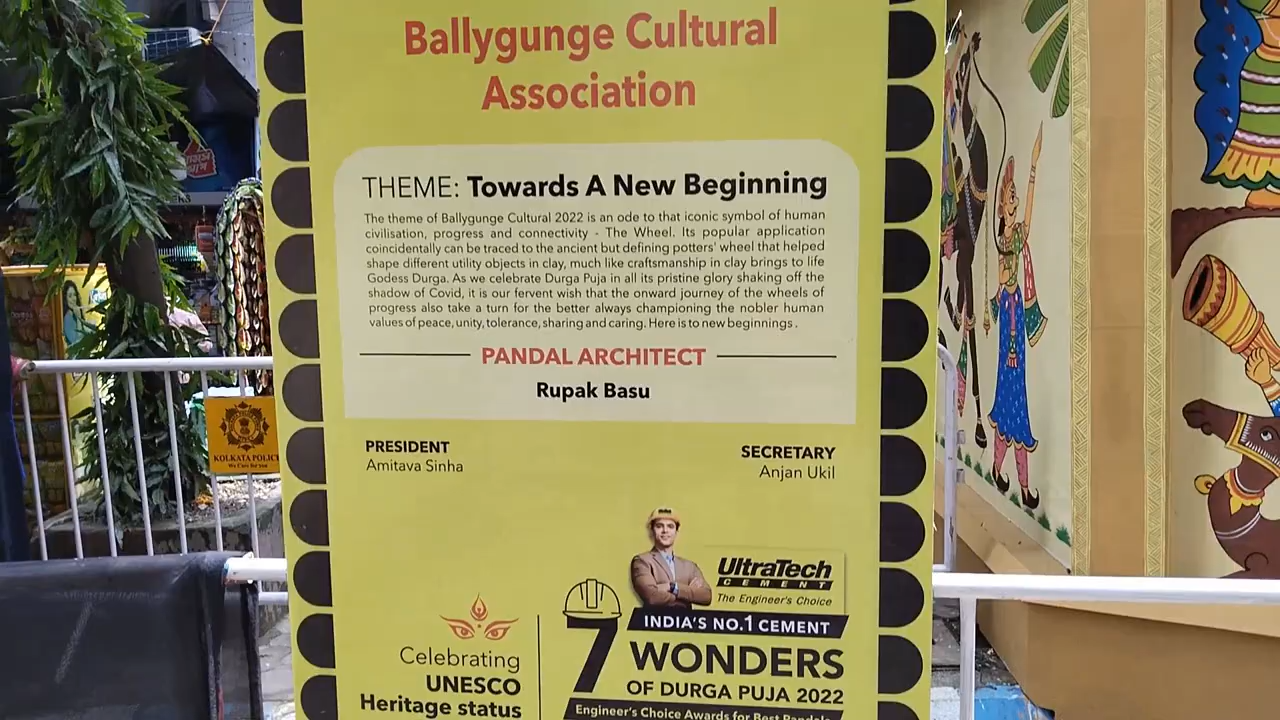 Ballygunge Cultural
Association
THEME: Towards A New Beginning
The theme of Ballygunge Cultural 2022 is an ode to that iconic symbol of human
civilisation, progress and connectivity - The Wheel. Its popular application
coincidentally can be traced to the ancient but defining potters' wheel that helped
shape different utility objects in clay, much like craftsmanship in clay brings to life
Godess Durga. As we celebrate Durga Puja in all its pristine glory shaking off the
shadow of Covid, it is our fervent wish that the onward journey of the wheels of
progress also take a turn for the better always championing the nobler human
values of peace, unity, tolerance, sharing and caring. Here is to new beginnings.
PANDAL ARCHITECT
Rupak Basu
PRESIDENT
Amitava Sinha
SECRETARY
Anjan Ukil
KOLKATA POLICE
We Care for you
UltraTech
CEMENT
The Engineer's Choice
INDIA'S NO.1 CEMENT
7 WONDERS
OF DURGA PUJA 2022
Engineer's Choice Awards for Best Pandals
Celebrating
UNESCO
Heritage status